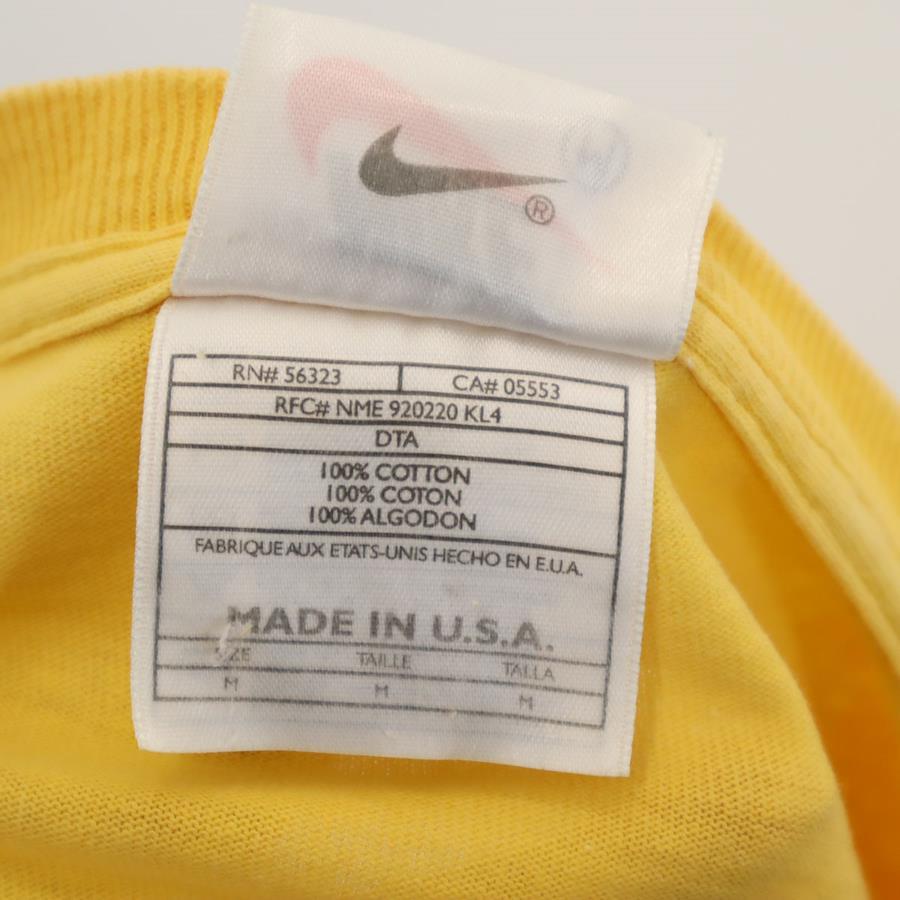 ®
RN# 56323 CA# 05553
RFC# NME 920220 KL4
DTA
100% COTTON
100% COTON
100% ALGODON
FABRIQUE AUX ETATS-UNIS HECHO EN E.U.A.
MADE IN U.S.A.
SIZE TAILLE TALLA
M M M